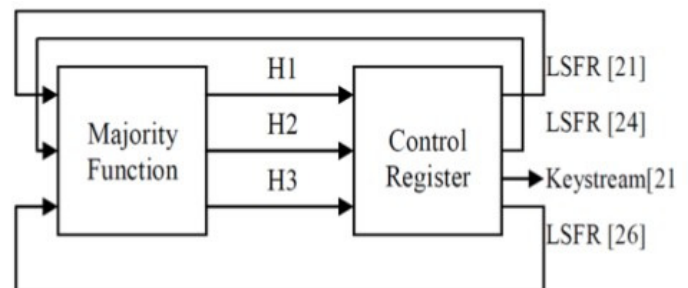 H1
LSFR [21]
Majority
Function
H2
Control
Register
LSFR [24]
H3
Keystream[21
LSFR [26]